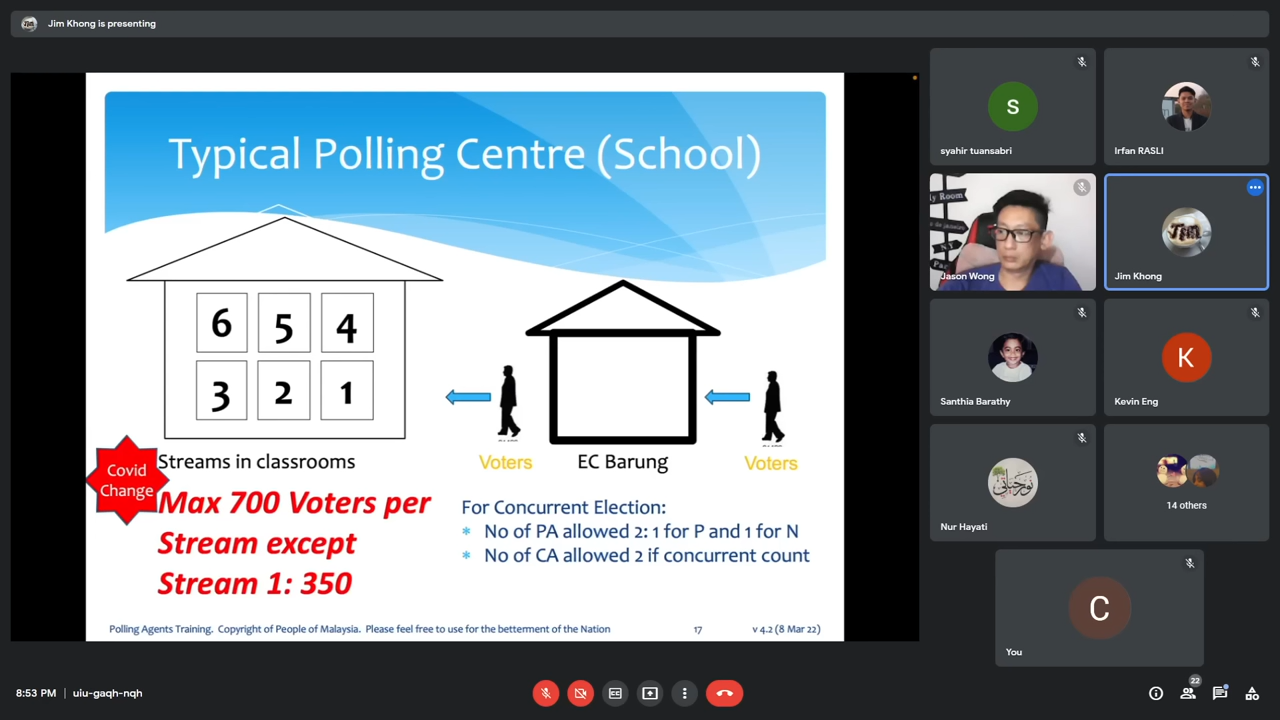 Jim Khong is presenting
Typical Polling Centre (School)
6 5 4
3 2 1
Streams in classrooms
Voters
EC Barung
Voters
Covid
Change
Max 700 Voters per
Stream except
Stream 1: 350
For Concurrent Election:
* No of PA allowed 2: 1 for P and 1 for N
* No of CA allowed 2 if concurrent count
Polling Agents Training. Copyright of People of Malaysia. Please feel free to use for the betterment of the Nation
17
v 4.2 (8 Mar 22)
S
syahir tuansabri
Irfan RASLI
Jason Wong
Jim
Jim Khong
Santhia Barathy
K
Kevin Eng
Nur Hayati
14 others
C
You
8:53 PM | uiu-gaqh-nqh
22